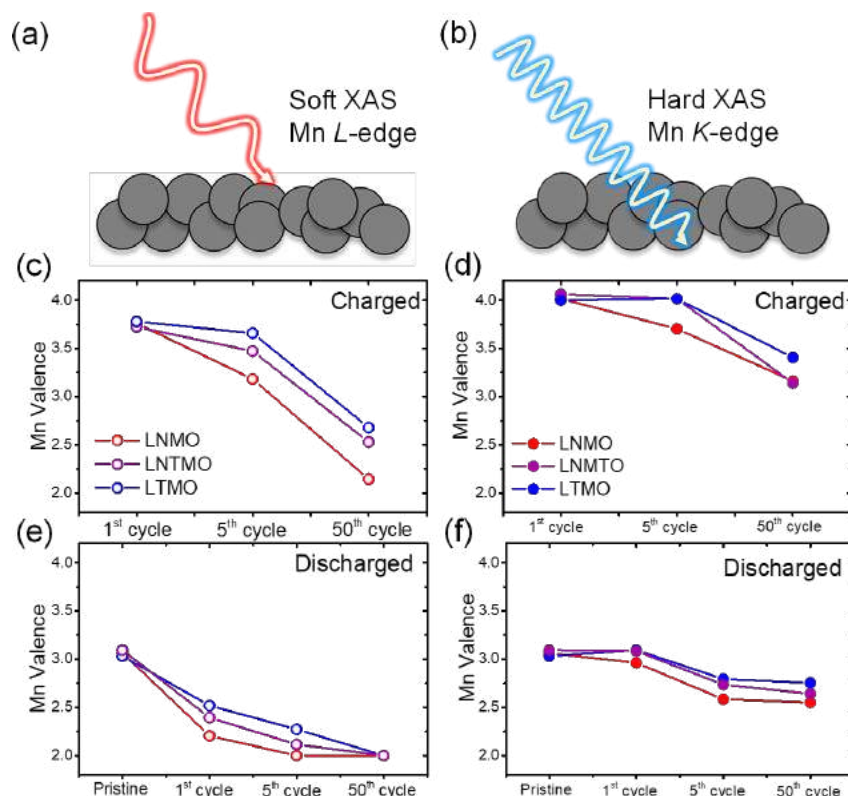 (a)
Soft XAS
Mn L-edge
(b)
Hard XAS
Mn K-edge
(c)
Charged
4.0
3.5
3.0
2.5
2.0
Mn Valence
LNMO
LNTMO
LTMO
1st cycle
5th cycle
50th cycle
(d)
Charged
4.0
3.5
3.0
2.5
2.0
Mn Valence
LNMO
LNMTO
LTMO
1st cycle
5th cycle
50th cycle
(e)
Discharged
4.0
3.5
3.0
2.5
2.0
Mn Valence
Pristine
1st cycle
5th cycle
50th cycle
(f)
Discharged
4.0
3.5
3.0
2.5
2.0
Mn Valence
Pristine
1st cycle
5th cycle
50th cycle